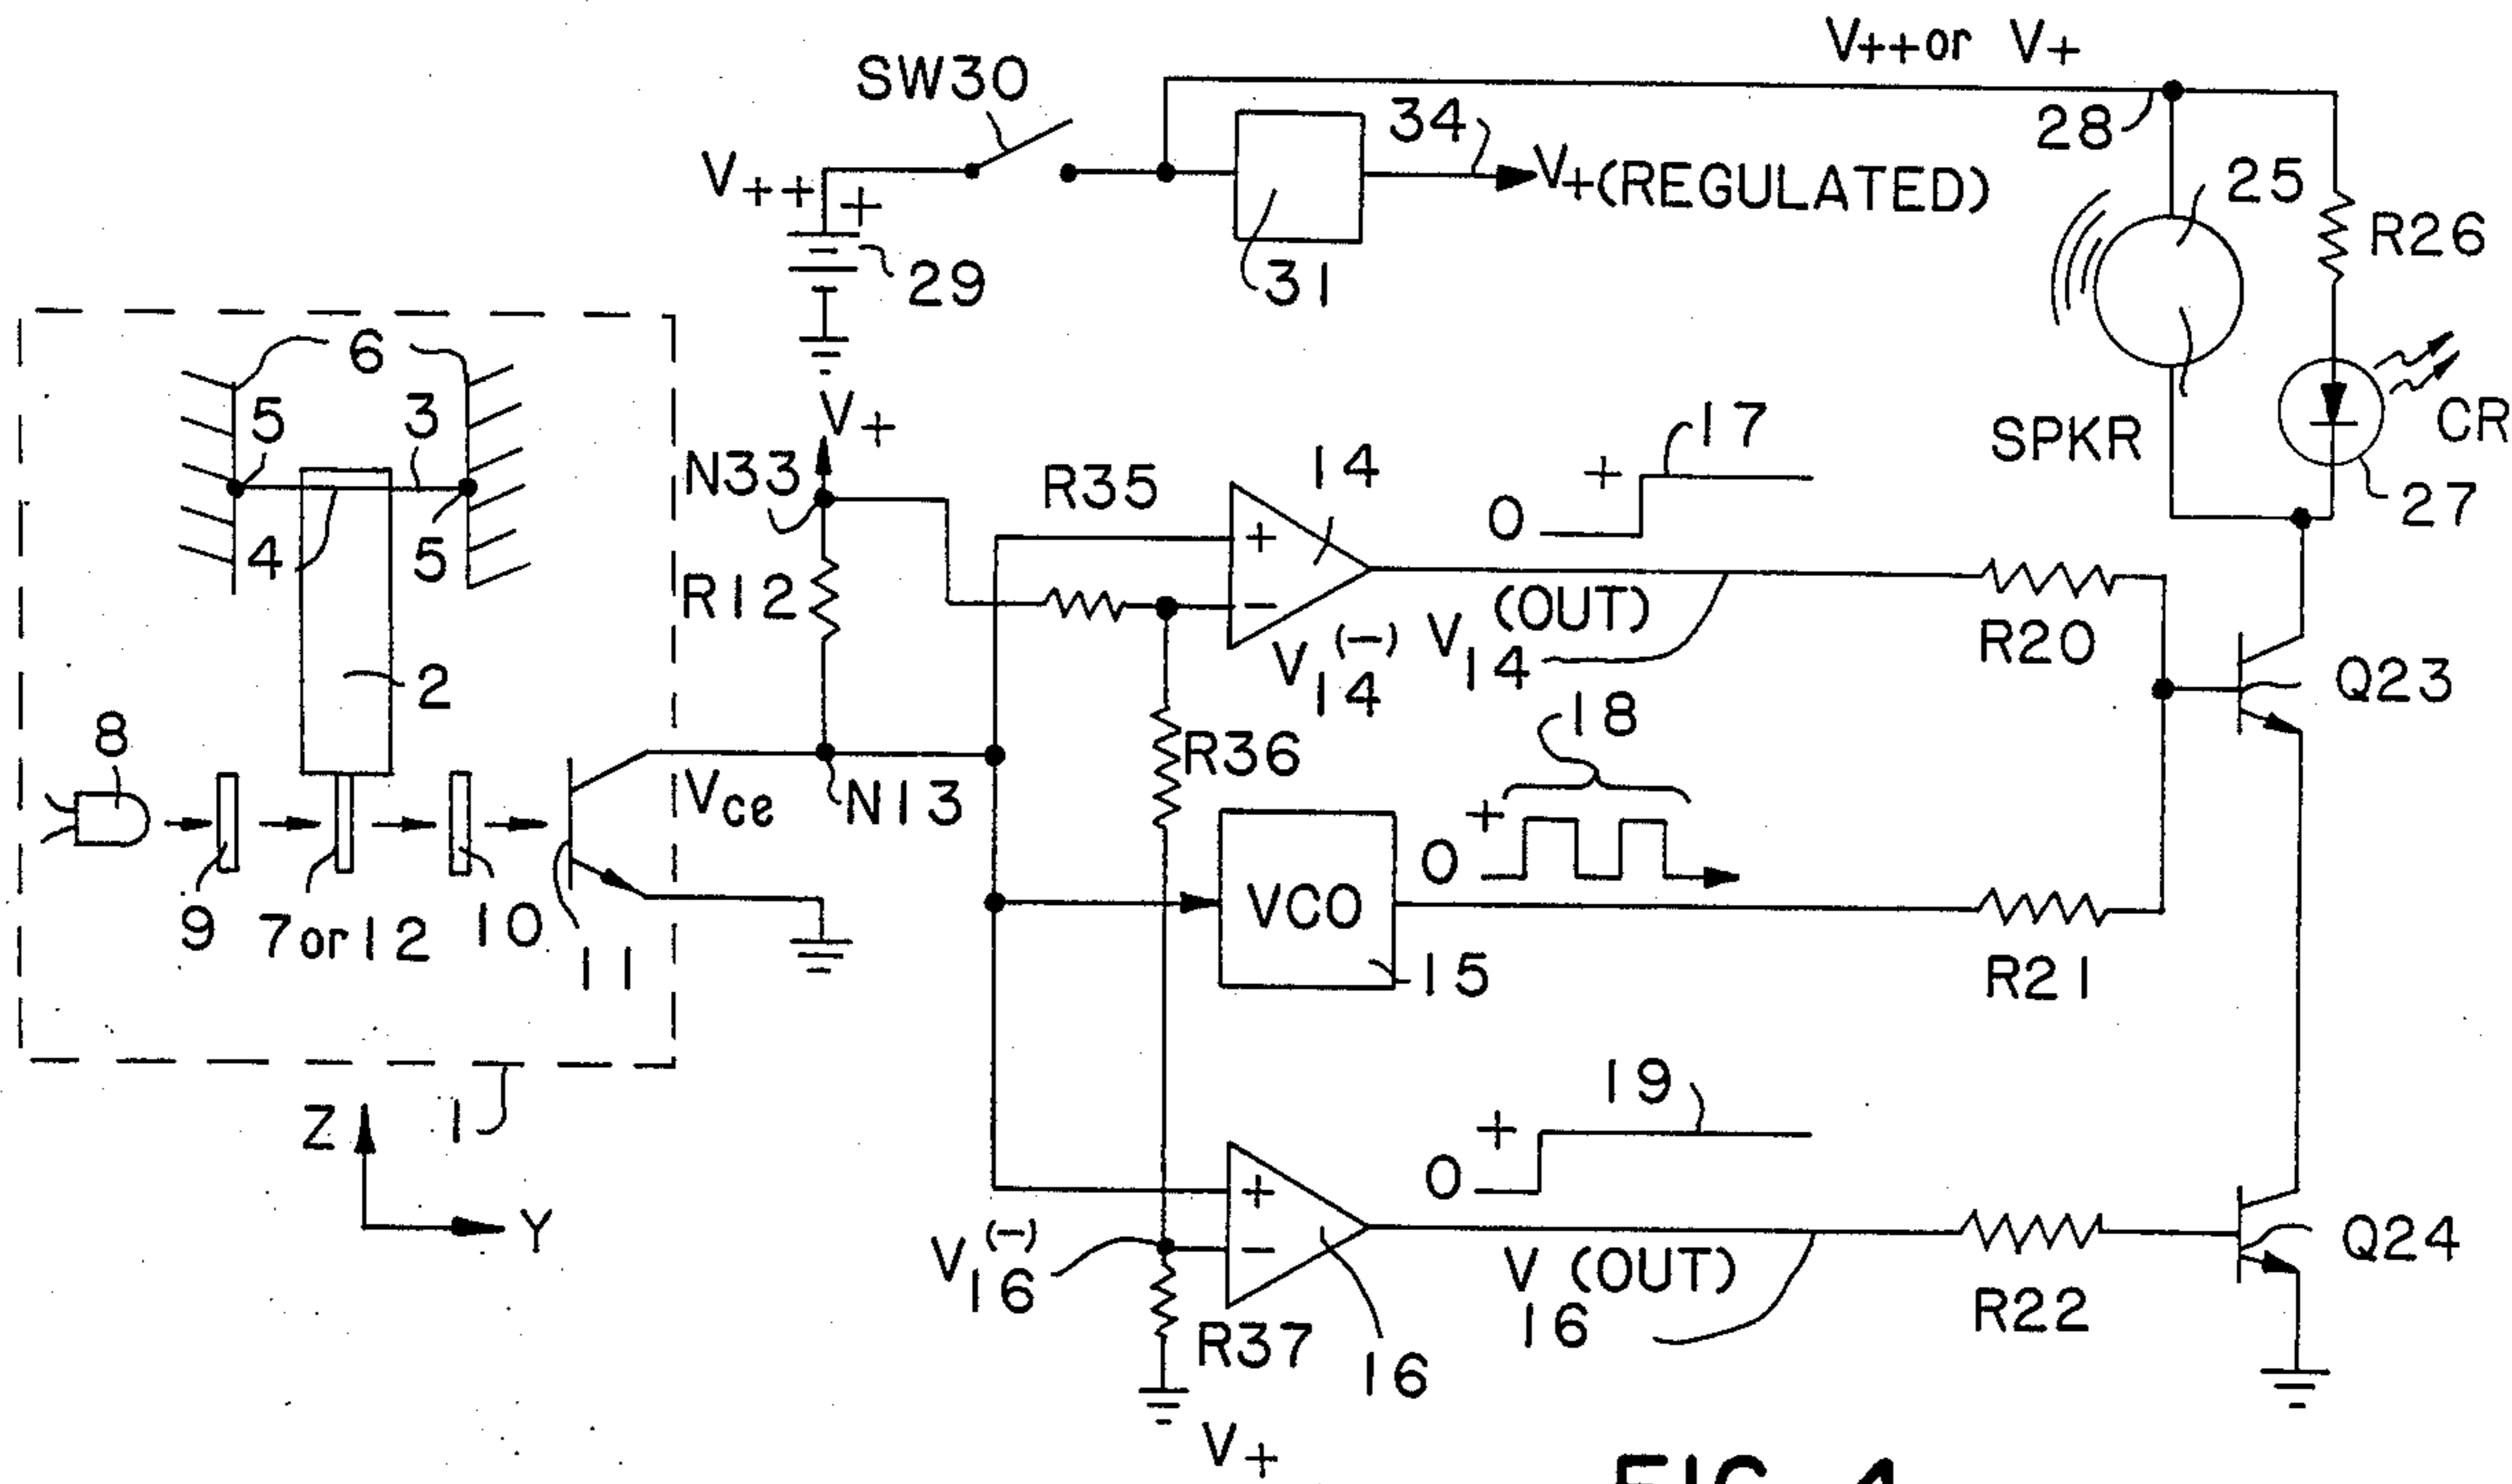 V++ or V+
SW30
28
34
V++
+
V+(REGULATED)
25
R26
29
31
6
5
3
V+
N33
R35
14
+
17
0
SPKR
CR
27
4
5
R12
+
−
(OUT)
V14
V14(−)
R20
Q23
2
8
R36
18
Vce
N13
+
0
VCO
9
7or12
10
11
15
R21
Z
1
19
+
0
Y
V16(−)
+
−
V16(OUT)
Q24
R37
16
R22
V+